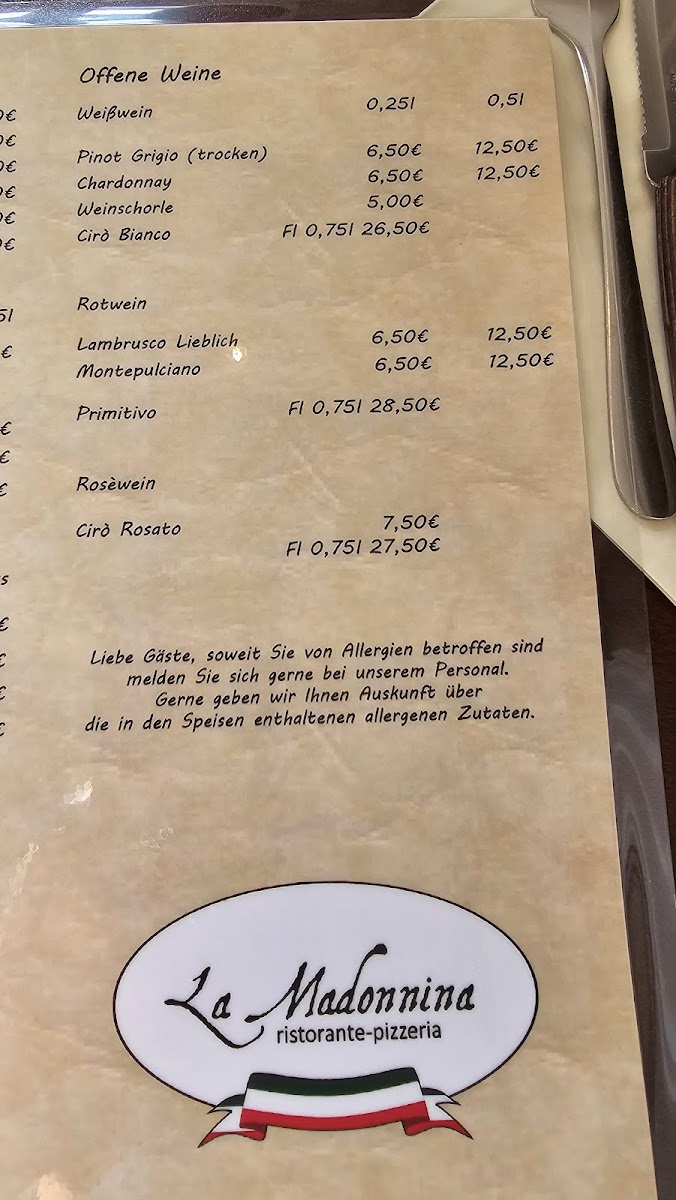 Offene Weine
Weißwein 0,25l 0,5l
Pinot Grigio (trocken) 6,50€ 12,50€
Chardonnay 6,50€ 12,50€
Weinschorle 5,00€
Cirò Bianco Fl 0,75l 26,50€
Rotwein
Lambrusco Lieblich 6,50€ 12,50€
Montepulciano 6,50€ 12,50€
Primitivo Fl 0,75l 28,50€
Rosèwein
Cirò Rosato 7,50€
Fl 0,75l 27,50€
Liebe Gäste, soweit Sie von Allergien betroffen sind
melden Sie sich gerne bei unserem Personal.
Gerne geben wir Ihnen Auskunft über
die in den Speisen enthaltenen allergenen Zutaten.
La Madonnina
ristorante-pizzeria